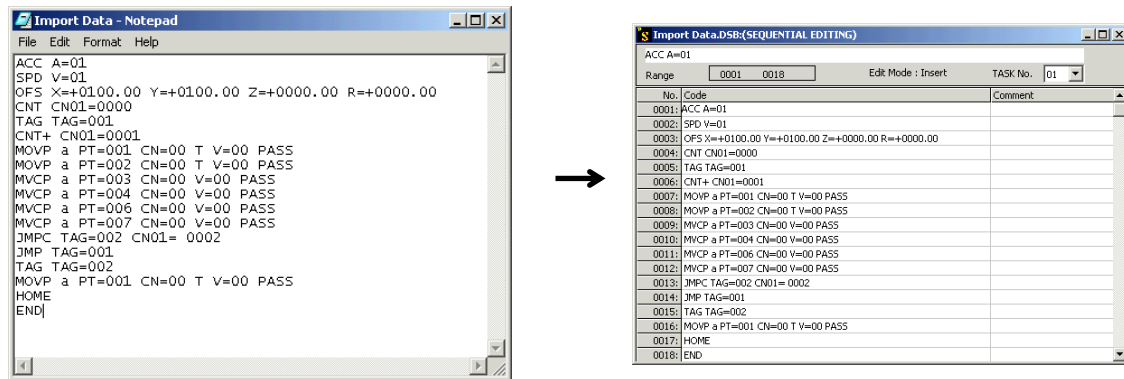 Import Data - Notepad
File Edit Format Help
ACC A=01
SPD V=01
OFS X=+0100.00 Y=+0100.00 Z=+0000.00 R=+0000.00
CNT CN01=0000
TAG TAG=001
CNT+ CN01=0001
MOVP a PT=001 CN=00 T V=00 PASS
MOVP a PT=002 CN=00 T V=00 PASS
MVCP a PT=003 CN=00 V=00 PASS
MVCP a PT=004 CN=00 V=00 PASS
MVCP a PT=006 CN=00 V=00 PASS
MVCP a PT=007 CN=00 V=00 PASS
JMPC TAG=002 CN01= 0002
JMP TAG=001
TAG TAG=002
MOVP a PT=001 CN=00 T V=00 PASS
HOME
END
Import Data.DSB:(SEQUENTIAL EDITING)
ACC A=01
Range 0001 0018 Edit Mode : Insert TASK No. 01
No. Code Comment
0001: ACC A=01
0002: SPD V=01
0003: OFS X=+0100.00 Y=+0100.00 Z=+0000.00 R=+0000.00
0004: CNT CN01=0000
0005: TAG TAG=001
0006: CNT+ CN01=0001
0007: MOVP a PT=001 CN=00 T V=00 PASS
0008: MOVP a PT=002 CN=00 T V=00 PASS
0009: MVCP a PT=003 CN=00 V=00 PASS
0010: MVCP a PT=004 CN=00 V=00 PASS
0011: MVCP a PT=006 CN=00 V=00 PASS
0012: MVCP a PT=007 CN=00 V=00 PASS
0013: JMPC TAG=002 CN01= 0002
0014: JMP TAG=001
0015: TAG TAG=002
0016: MOVP a PT=001 CN=00 T V=00 PASS
0017: HOME
0018: END